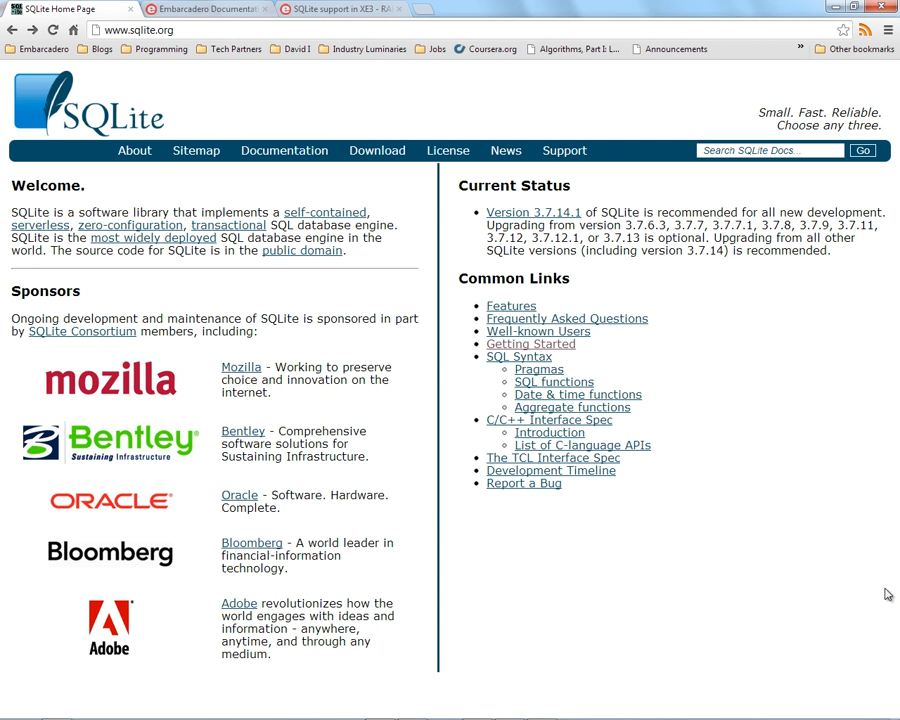 SQLite Home Page
Embarcadero Documentat
SQLite support in XE3 - RA
www.sqlite.org
Embarcadero Blogs Programming Tech Partners David I Industry Luminaries Jobs Coursera.org Algorithms, Part I: L... Announcements » Other bookmarks
SQLite
Small. Fast. Reliable.
Choose any three.
About Sitemap Documentation Download License News Support Search SQLite Docs... Go
Welcome.
SQLite is a software library that implements a self-contained,
serverless, zero-configuration, transactional SQL database engine.
SQLite is the most widely deployed SQL database engine in the
world. The source code for SQLite is in the public domain.
Sponsors
Ongoing development and maintenance of SQLite is sponsored in part
by SQLite Consortium members, including:
mozilla
Mozilla - Working to preserve
choice and innovation on the
internet.
Bentley
Sustaining Infrastructure
Bentley - Comprehensive
software solutions for
Sustaining Infrastructure.
ORACLE
Oracle - Software. Hardware.
Complete.
Bloomberg
Bloomberg - A world leader in
financial-information
technology.
Adobe
Adobe revolutionizes how the
world engages with ideas and
information - anywhere,
anytime, and through any
medium.
Current Status
Version 3.7.14.1 of SQLite is recommended for all new development.
Upgrading from version 3.7.6.3, 3.7.7, 3.7.7.1, 3.7.8, 3.7.9, 3.7.11,
3.7.12, 3.7.12.1, or 3.7.13 is optional. Upgrading from all other
SQLite versions (including version 3.7.14) is recommended.
Common Links
Features
Frequently Asked Questions
Well-known Users
Getting Started
SQL Syntax
Pragmas
SQL functions
Date & time functions
Aggregate functions
C/C++ Interface Spec
Introduction
List of C-language APIs
The TCL Interface Spec
Development Timeline
Report a Bug